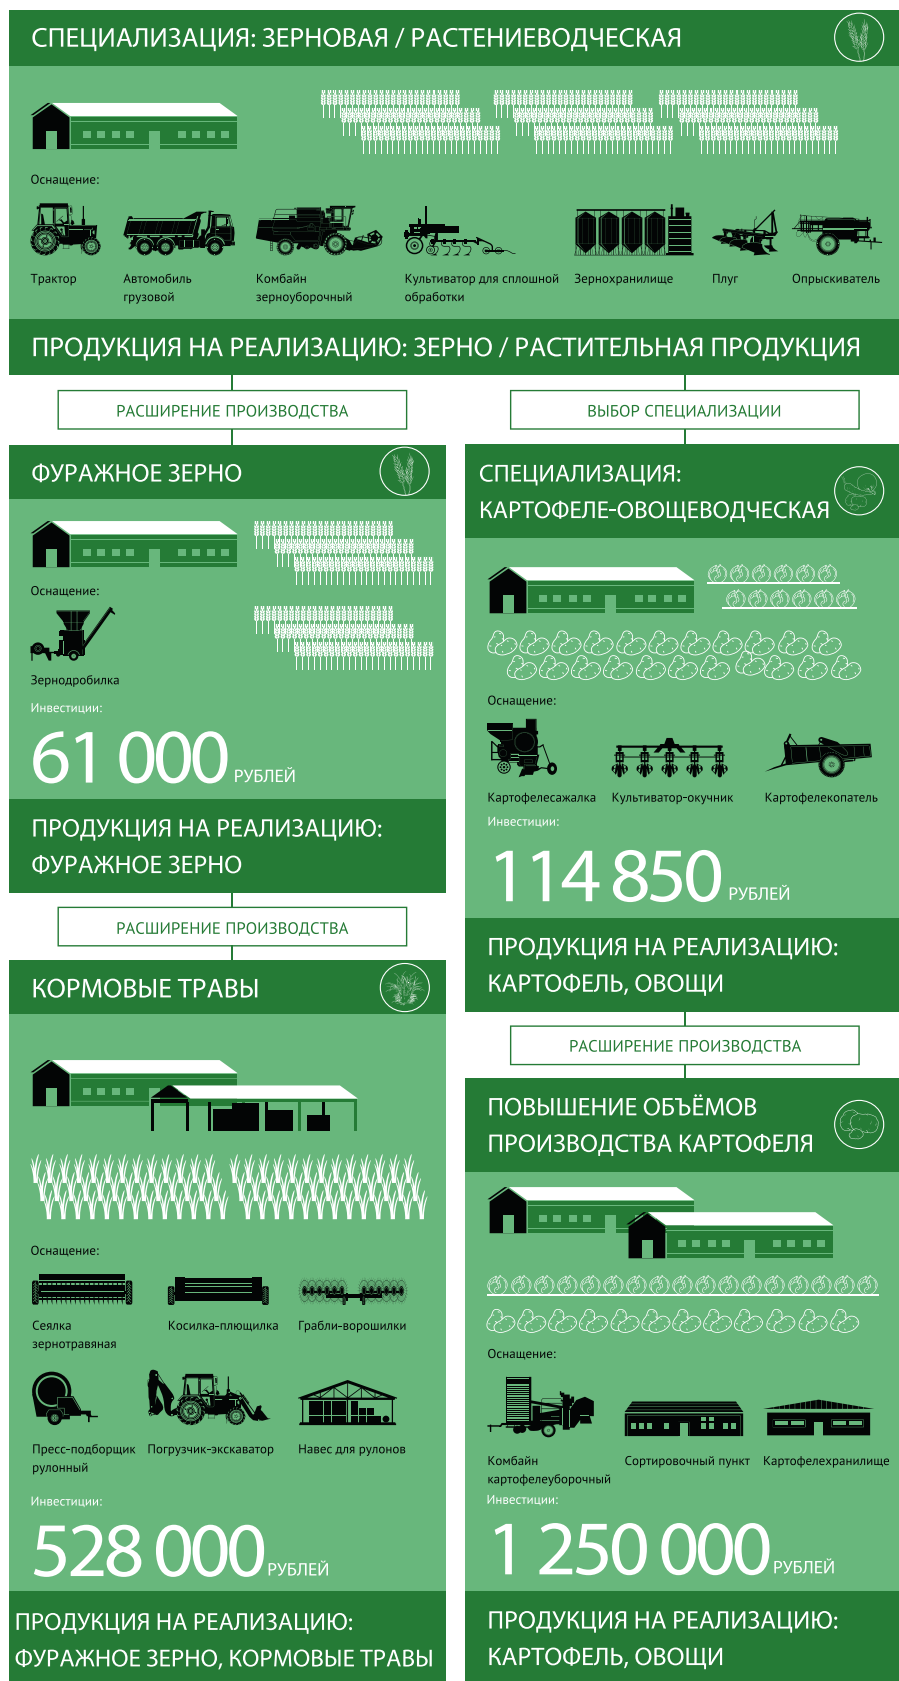 СПЕЦИАЛИЗАЦИЯ: ЗЕРНОВАЯ / РАСТЕНИЕВОДЧЕСКАЯ
Оснащение:
Трактор
Автомобиль
грузовой
Комбайн
зерноуборочный
Культиватор для сплошной
обработки
Зернохранилище
Плуг
Опрыскиватель
ПРОДУКЦИЯ НА РЕАЛИЗАЦИЮ: ЗЕРНО / РАСТИТЕЛЬНАЯ ПРОДУКЦИЯ
РАСШИРЕНИЕ ПРОИЗВОДСТВА
ФУРАЖНОЕ ЗЕРНО
Оснащение:
Зернодробилка
Инвестиции:
61 000 РУБЛЕЙ
ПРОДУКЦИЯ НА РЕАЛИЗАЦИЮ:
ФУРАЖНОЕ ЗЕРНО
РАСШИРЕНИЕ ПРОИЗВОДСТВА
КОРМОВЫЕ ТРАВЫ
Оснащение:
Сеялка
зернотравяная
Косилка-плющилка
Грабли-ворошилки
Пресс-подборщик
рулонный
Погрузчик-экскаватор
Навес для рулонов
Инвестиции:
528 000 РУБЛЕЙ
ПРОДУКЦИЯ НА РЕАЛИЗАЦИЮ:
ФУРАЖНОЕ ЗЕРНО, КОРМОВЫЕ ТРАВЫ
ВЫБОР СПЕЦИАЛИЗАЦИИ
СПЕЦИАЛИЗАЦИЯ:
КАРТОФЕЛЕ-ОВОЩЕВОДЧЕСКАЯ
Оснащение:
Картофелесажалка
Культиватор-окучник
Картофелекопатель
Инвестиции:
114 850 РУБЛЕЙ
ПРОДУКЦИЯ НА РЕАЛИЗАЦИЮ:
КАРТОФЕЛЬ, ОВОЩИ
РАСШИРЕНИЕ ПРОИЗВОДСТВА
ПОВЫШЕНИЕ ОБЪЁМОВ
ПРОИЗВОДСТВА КАРТОФЕЛЯ
Оснащение:
Комбайн
картофелеуборочный
Сортировочный пункт
Картофелехранилище
Инвестиции:
1 250 000 РУБЛЕЙ
ПРОДУКЦИЯ НА РЕАЛИЗАЦИЮ:
КАРТОФЕЛЬ, ОВОЩИ